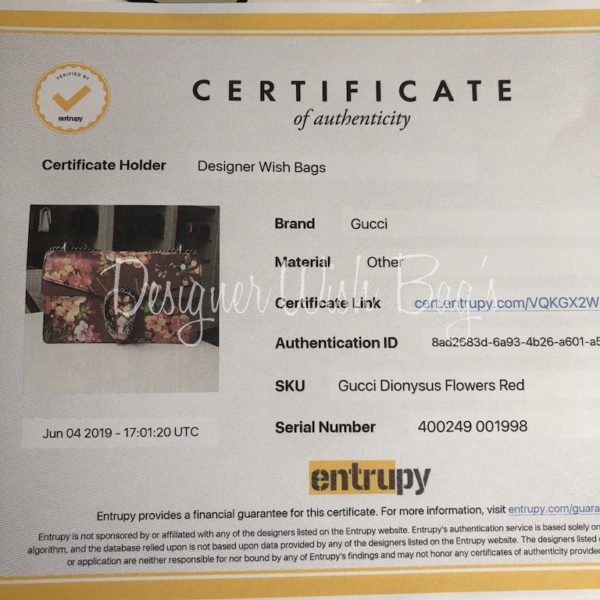 VERIFIED BY
entrupy
CERTIFICATE
of authenticity
Certificate Holder Designer Wish Bags
Brand Gucci
Material Other
Designer Wish Bag's
Certificate Link cert.entrupy.com/VQKGX2W
Authentication ID 8ad2683d-6a93-4b26-a601-a5
SKU Gucci Dionysus Flowers Red
Jun 04 2019 - 17:01:20 UTC
Serial Number 400249 001998
entrupy
Entrupy provides a financial guarantee for this certificate. For more information, visit entrupy.com/guara
Entrupy is not sponsored by or affiliated with any of the designers listed on the Entrupy website. Entrupy's authentication service is based solely on
algorithm, and the database relied upon is not based upon data provided by any of the designers listed. The designers listed
or application are neither responsible for nor bound by any of Entrupy's findings and may not honor any certificates of authenticity provided